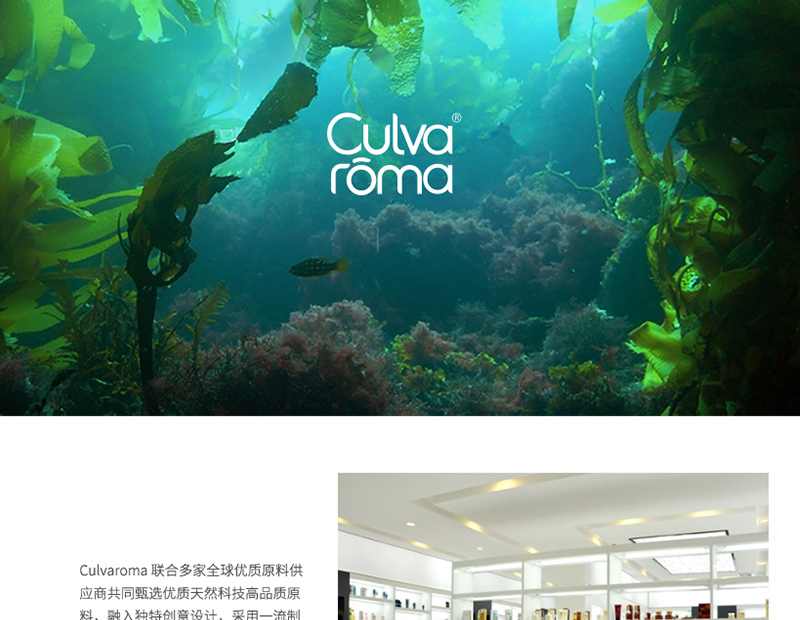 Culva®
rōma
Culvaroma 联合多家全球优质原料供
应商共同甄选优质天然科技高品质原
料，融入独特创意设计，采用一流制